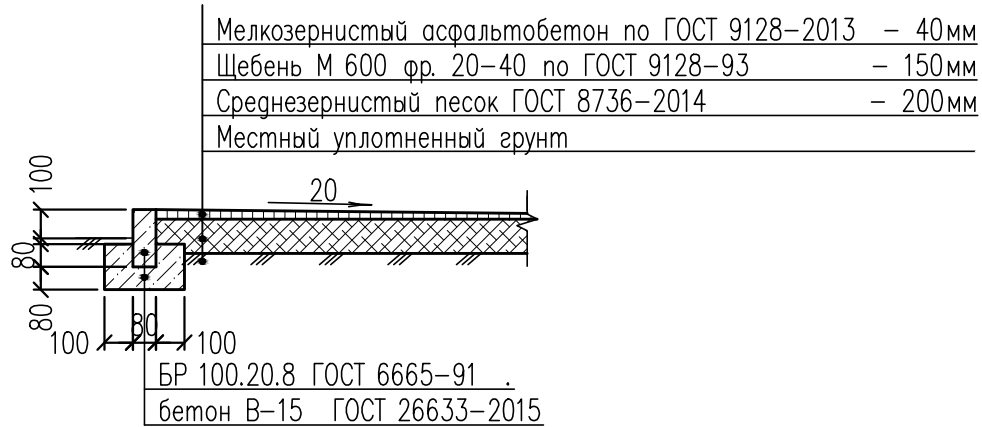 Мелкозернистый асфальтобетон по ГОСТ 9128-2013 - 40мм
Щебень М 600 фр. 20-40 по ГОСТ 9128-93 - 150мм
Среднезернистый песок ГОСТ 8736-2014 - 200мм
Местный уплотненный грунт
20
100
80
80
100 80 100
БР 100.20.8 ГОСТ 6665-91 .
бетон В-15 ГОСТ 26633-2015